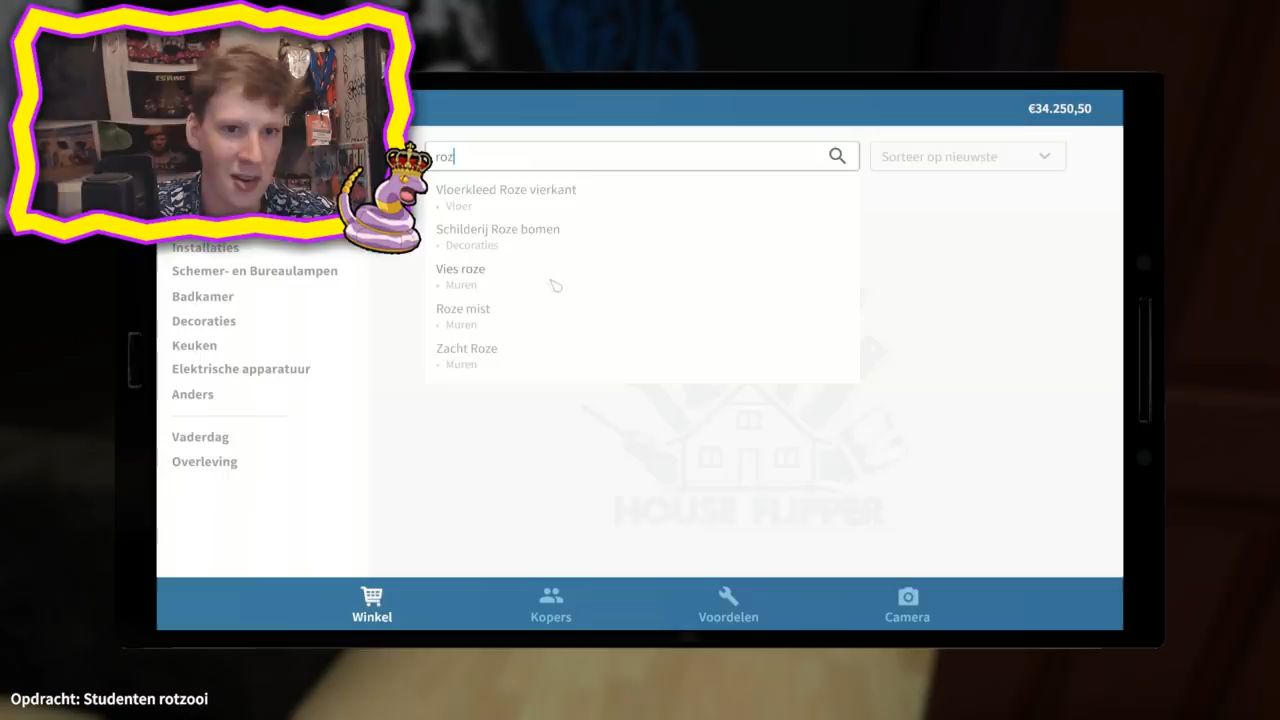 €34.250,50
roz
Sorteer op nieuwste
Vloerkleed Roze vierkant
• Vloer
Schilderij Roze bomen
• Decoraties
Vies roze
• Muren
Roze mist
• Muren
Zacht Roze
• Muren
Installaties
Schemer- en Bureaulampen
Badkamer
Decoraties
Keuken
Elektrische apparatuur
Anders
Vaderdag
Overleving
HOUSE FLIPPER
Winkel
Kopers
Voordelen
Camera
Opdracht: Studenten rotzooi